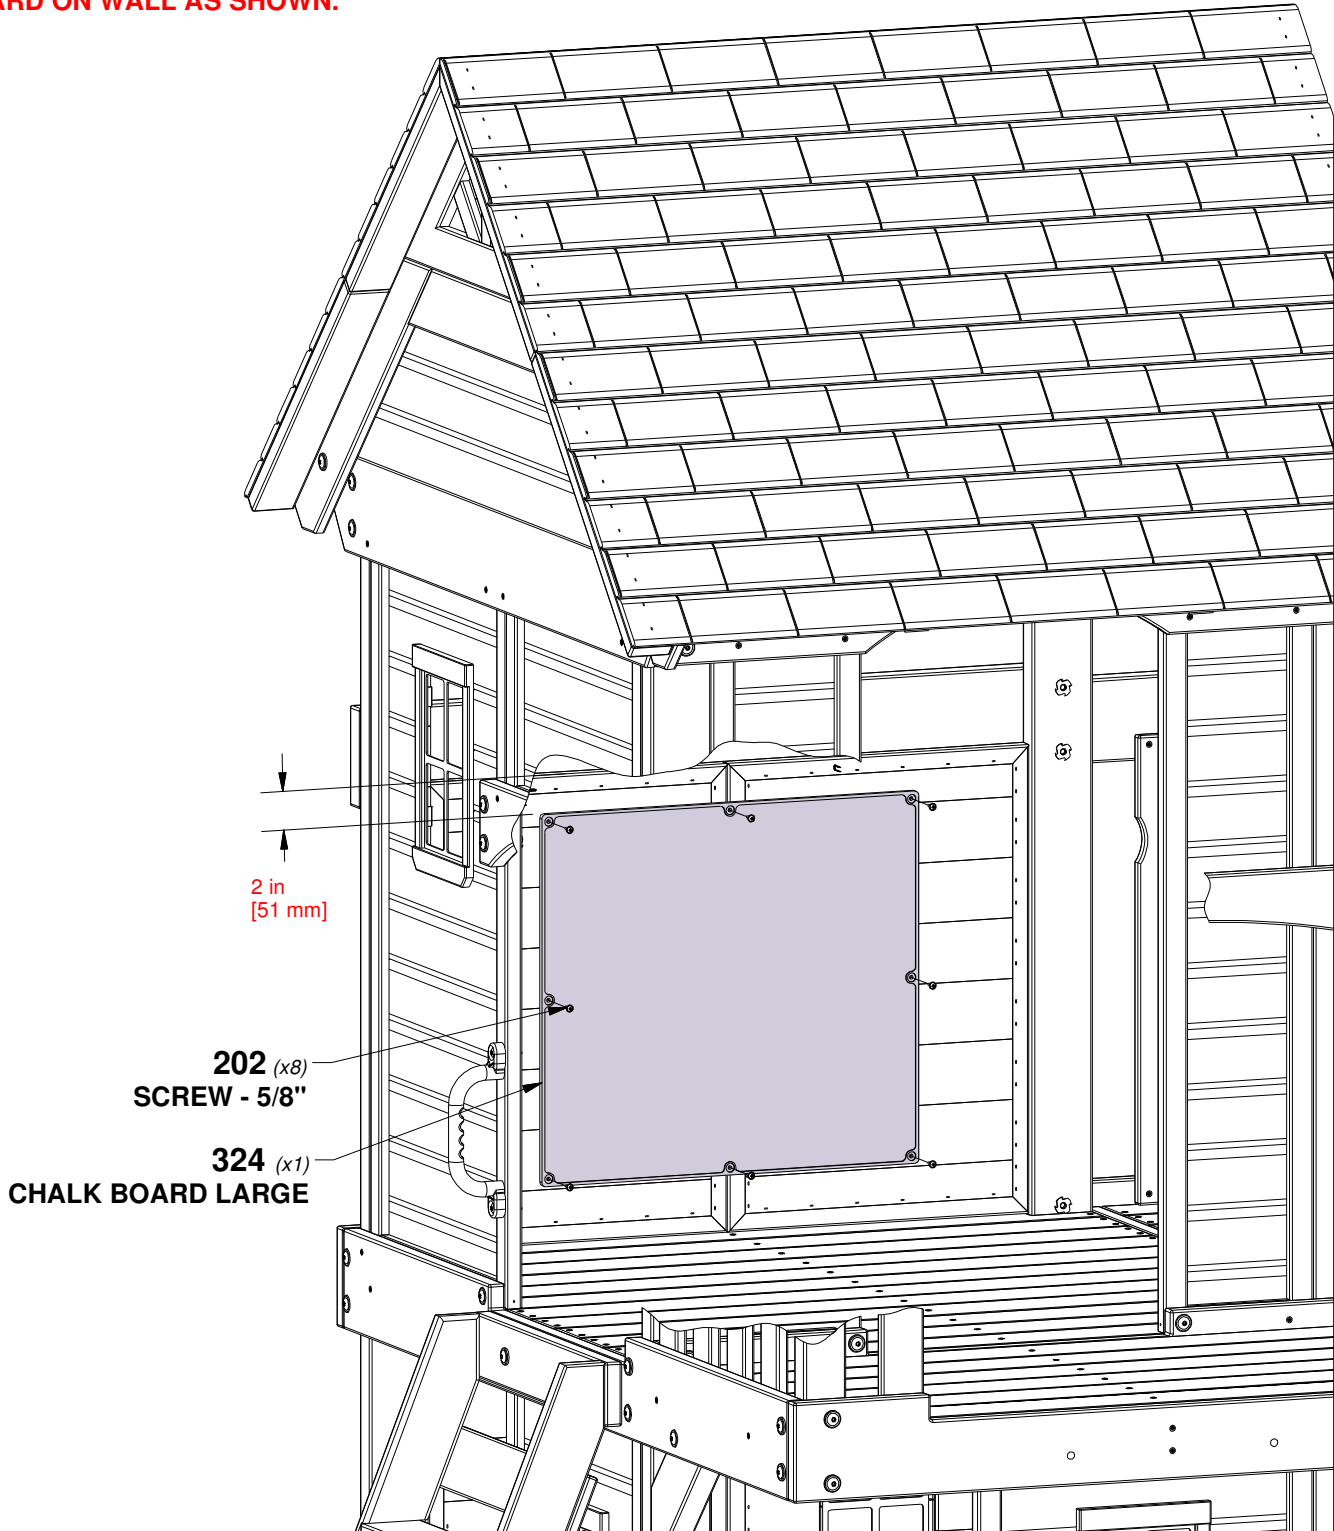 ARD ON WALL AS SHOWN.
2 in
[51 mm]
202 (x8)
SCREW - 5/8"
324 (x1)
CHALK BOARD LARGE